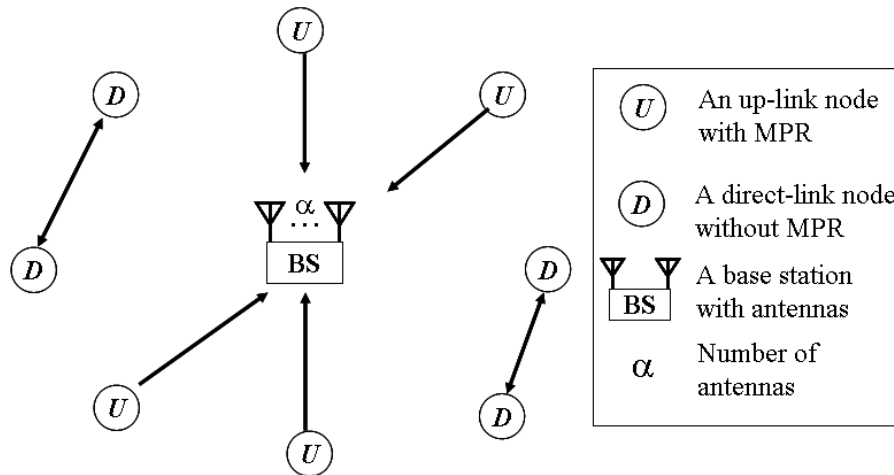 U
U
D
D
α
...
BS
D
D
U
U
U An up-link node
with MPR
D A direct-link node
without MPR
BS A base station
with antennas
α Number of
antennas